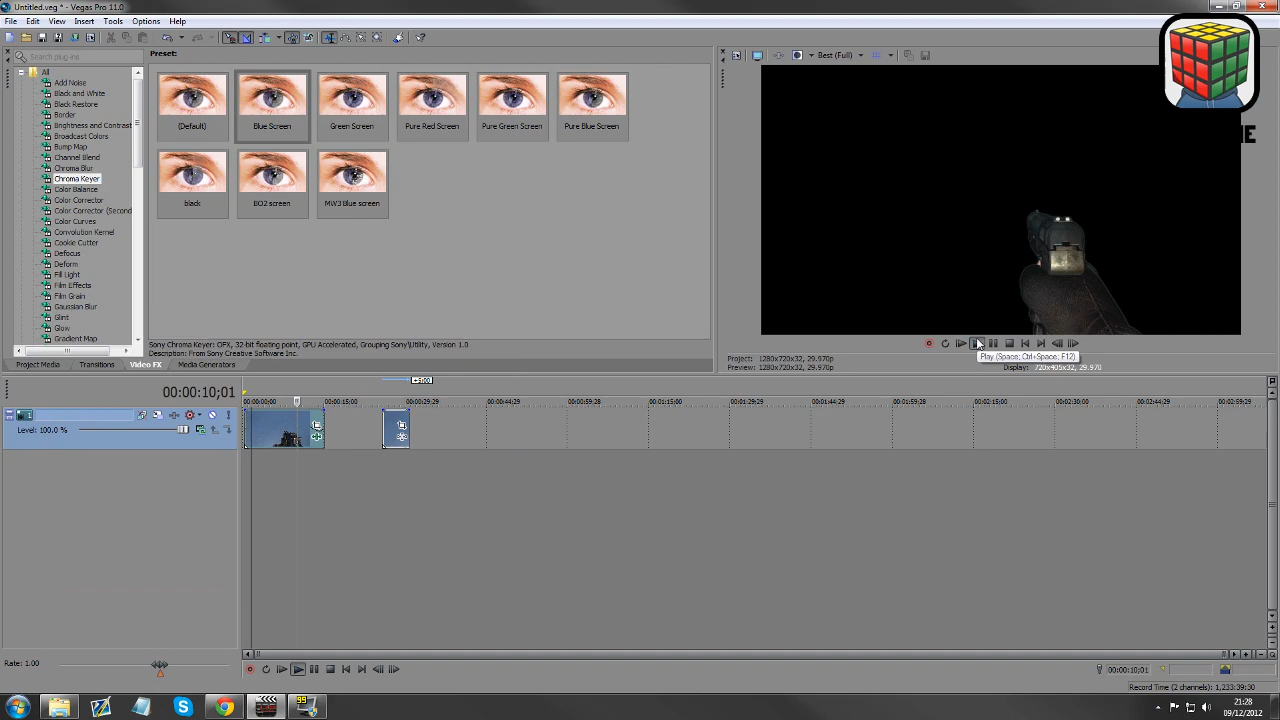 Untitled.veg * - Vegas Pro 11.0
File Edit View Insert Tools Options Help
Search plug-ins
All
Add Noise
Black and White
Black Restore
Border
Brightness and Contrast
Broadcast Colors
Bump Map
Channel Blend
Chroma Blur
Chroma Keyer
Color Balance
Color Corrector
Color Corrector (Second
Color Curves
Convolution Kernel
Cookie Cutter
Defocus
Deform
Fill Light
Film Effects
Film Grain
Gaussian Blur
Glint
Glow
Gradient Map
Preset:
(Default) Blue Screen Green Screen Pure Red Screen Pure Green Screen Pure Blue Screen
black BO2 screen MW3 Blue screen
Sony Chroma Keyer: OFX, 32-bit floating point, GPU Accelerated, Grouping Sony\Utility, Version 1.0
Description: From Sony Creative Software Inc.
Project Media Transitions Video FX Media Generators
Best (Full)
Play (Space; Ctrl+Space; F12)
Project: 1280x720x32, 29.970p
Preview: 1280x720x32, 29.970p
Display: 720x405x32, 29.970
00:00:10;01
00:00:00;00 00:00:15;00 00:00:29;29 00:00:44;29 00:00:59;28 00:01:15;00 00:01:29;29 00:01:44;29 00:01:59;28 00:02:15;00 00:02:30;00 00:02:44;29 00:02:59;29
1
Level: 100.0 %
Rate: 1.00
00:00:10;01
Record Time (2 channels): 1,233:39:30
S
99
21:28
09/12/2012